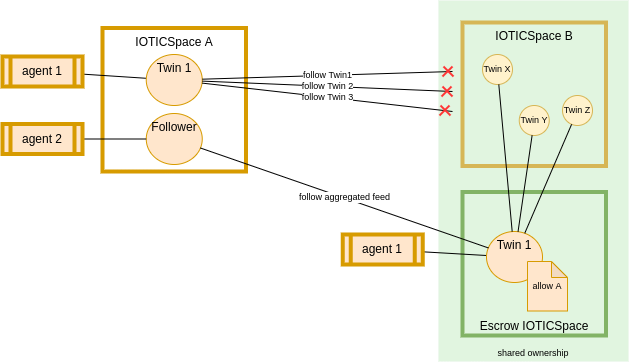 IOTICSpace A
IOTICSpace B
agent 1
Twin 1
follow Twin1
follow Twin 2
follow Twin 3
Twin X
Twin Y
Twin Z
agent 2
Follower
follow aggregated feed
agent 1
Twin 1
allow A
Escrow IOTICSpace
shared ownership